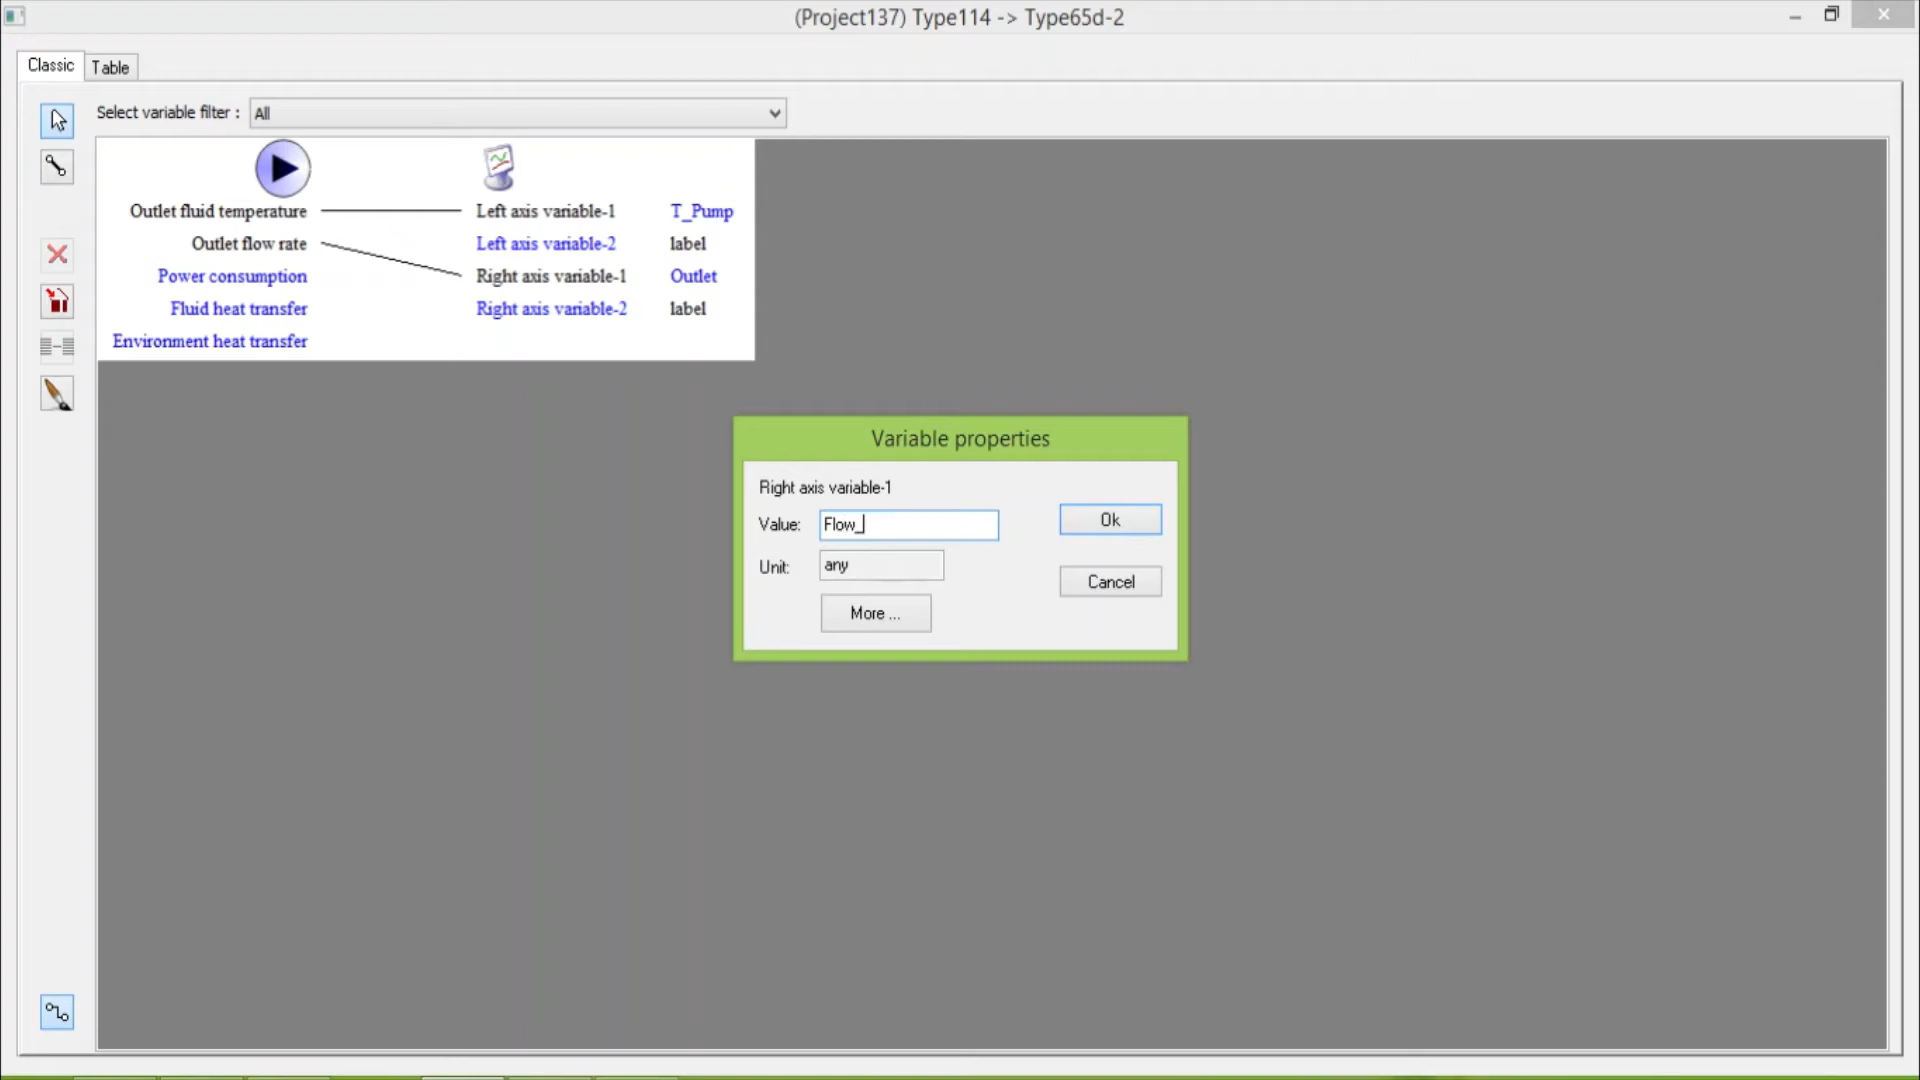 (Project137) Type114 -> Type65d-2
Classic
Table
Select variable filter :
All
Outlet fluid temperature
Left axis variable-1
T_Pump
Outlet flow rate
Left axis variable-2
label
Power consumption
Right axis variable-1
Outlet
Fluid heat transfer
Right axis variable-2
label
Environment heat transfer
Variable properties
Right axis variable-1
Value:
Flow_
Ok
Unit:
any
Cancel
More ...